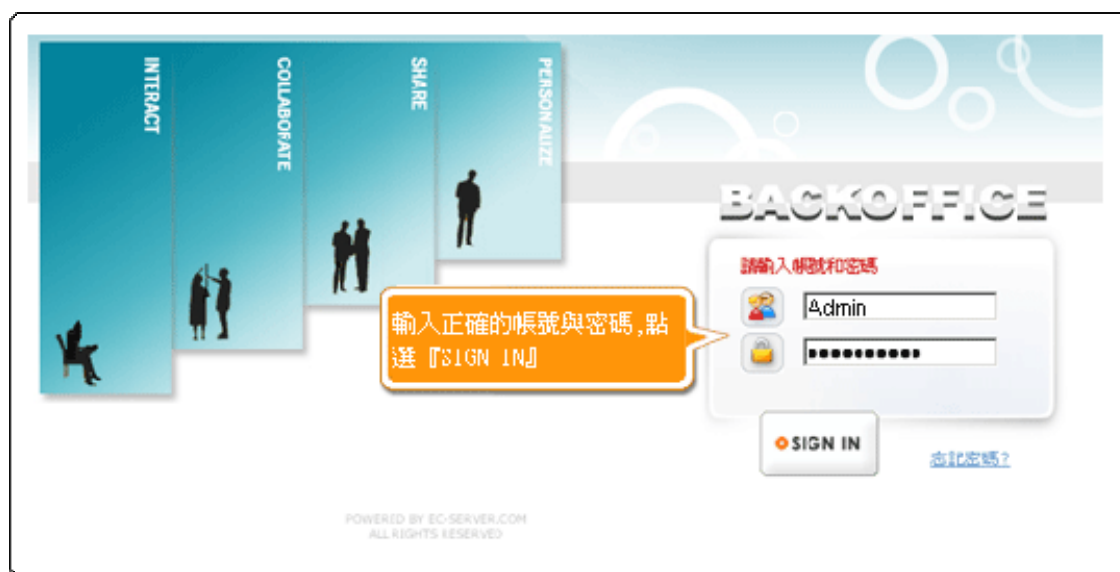 INTERACT
COLLABORATE
SHARE
PERSONALIZE
BACKOFFICE
請輸入帳號和密碼
Admin
輸入正確的帳號與密碼,點
選『SIGN IN』
SIGN IN
忘記密碼?
POWERED BY EC-SERVER.COM
ALL RIGHTS RESERVED